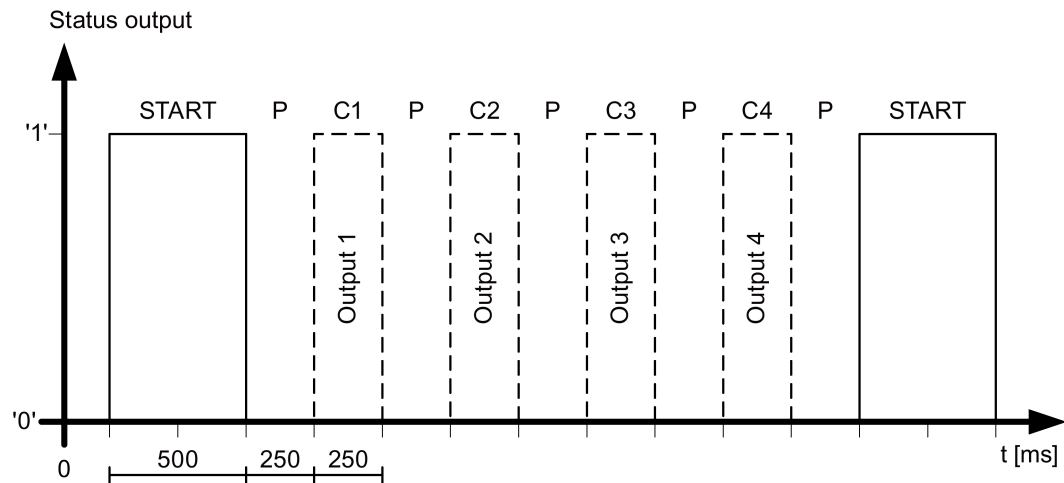 Status output
START P C1 P C2 P C3 P C4 P START
'1'
Output 1
Output 2
Output 3
Output 4
'0'
0
500 250 250
t [ms]